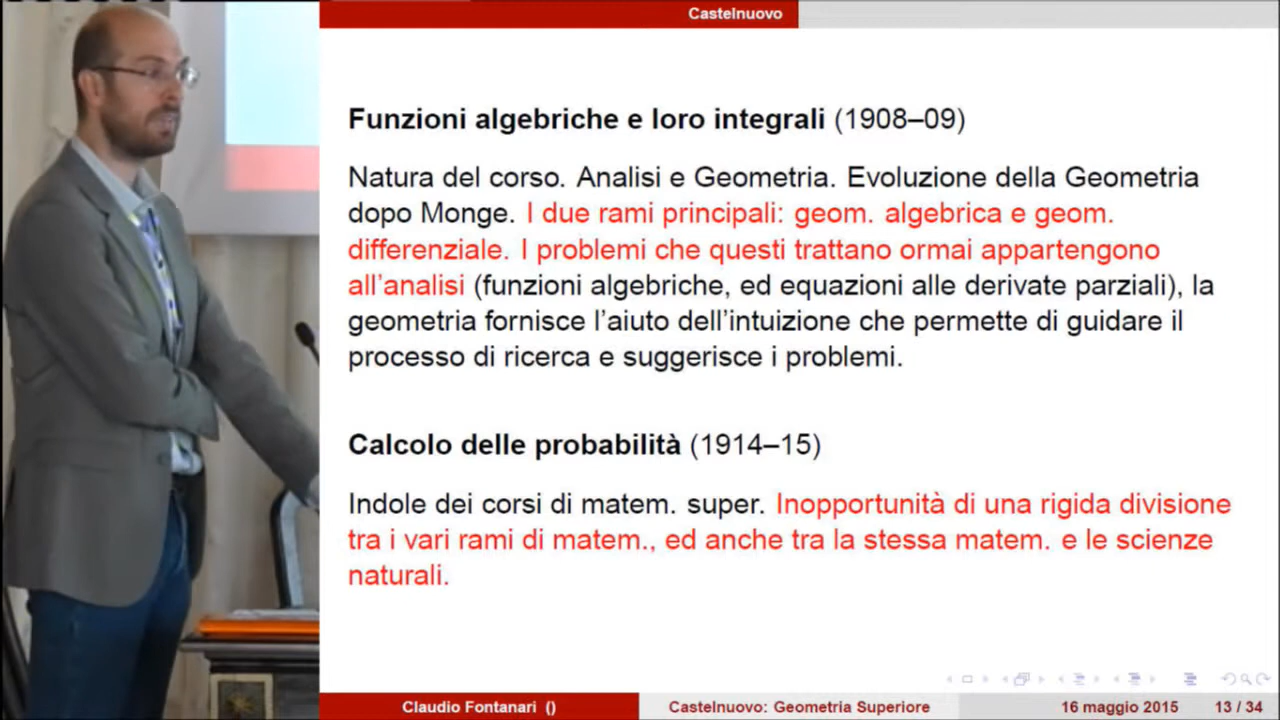 Castelnuovo
Funzioni algebriche e loro integrali (1908–09)
Natura del corso. Analisi e Geometria. Evoluzione della Geometria
dopo Monge. I due rami principali: geom. algebrica e geom.
differenziale. I problemi che questi trattano ormai appartengono
all'analisi (funzioni algebriche, ed equazioni alle derivate parziali), la
geometria fornisce l'aiuto dell'intuizione che permette di guidare il
processo di ricerca e suggerisce i problemi.
Calcolo delle probabilità (1914–15)
Indole dei corsi di matem. super. Inopportunità di una rigida divisione
tra i vari rami di matem., ed anche tra la stessa matem. e le scienze
naturali.
Claudio Fontanari () Castelnuovo: Geometria Superiore 16 maggio 2015 13 / 34